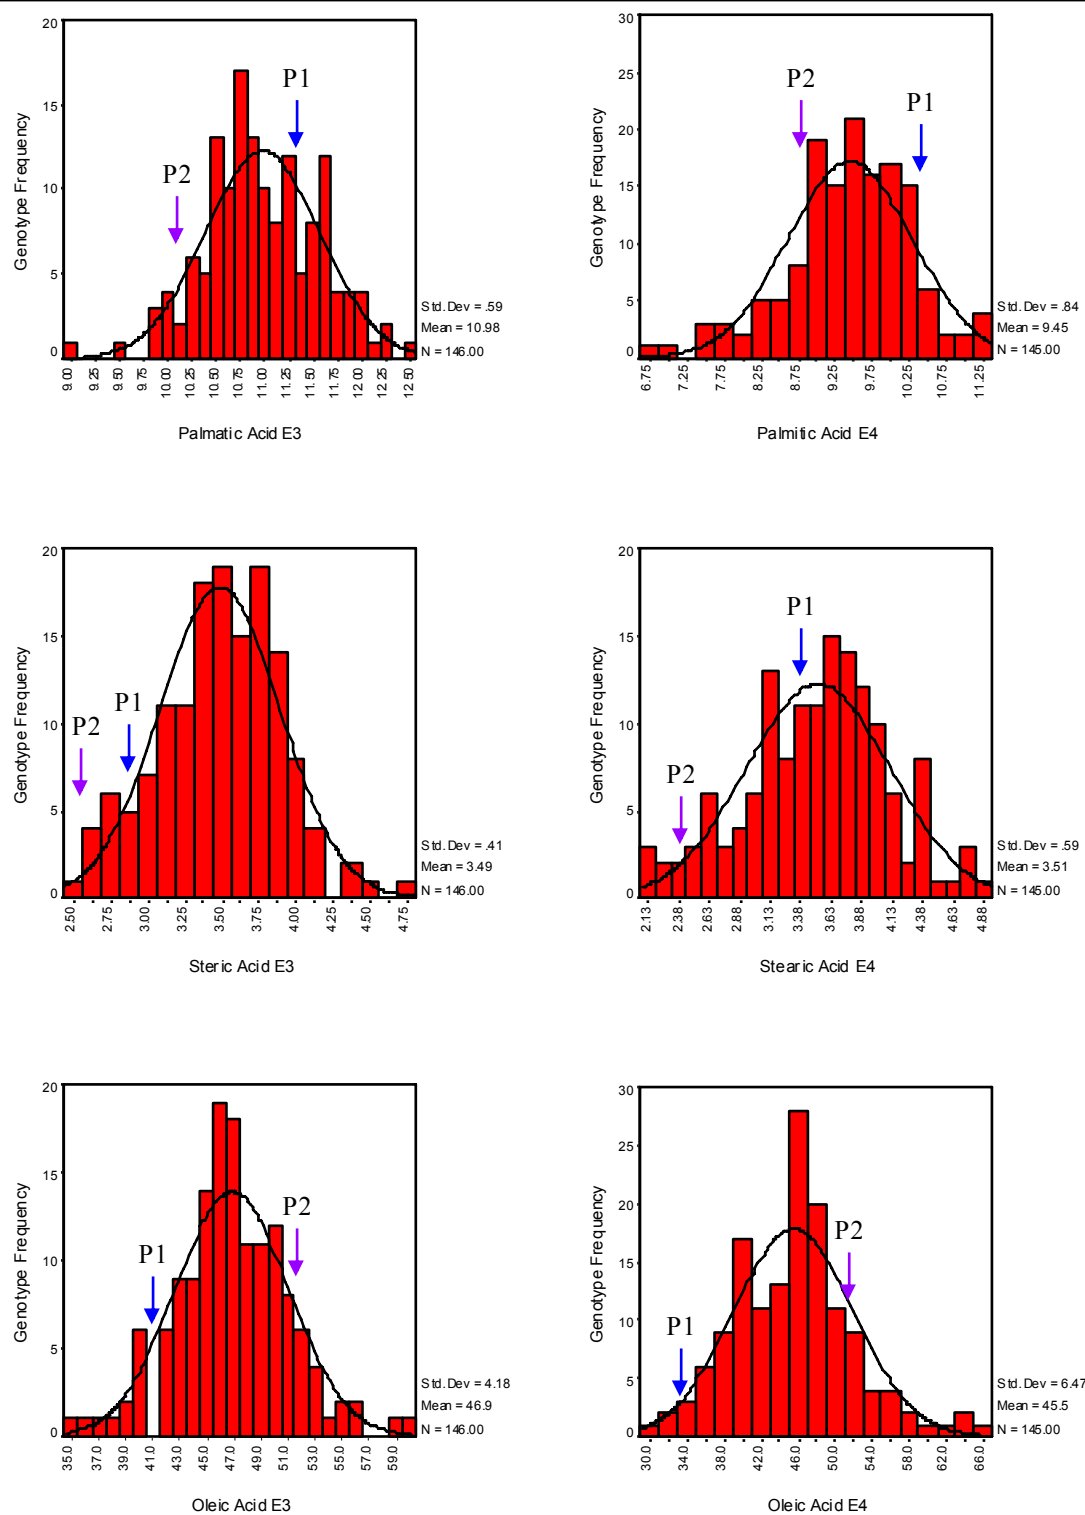 Genotype Frequency
20
15
10
5
0
P2
P1
9.00
9.25
9.50
9.75
10.00
10.25
10.50
10.75
11.00
11.25
11.50
11.75
12.00
12.25
12.50
Std. Dev = .59
Mean = 10.98
N = 146.00
Palmatic Acid E3
Genotype Frequency
30
25
20
15
10
5
0
P2
P1
6.75
7.25
7.75
8.25
8.75
9.25
9.75
10.25
10.75
11.25
Std. Dev = .84
Mean = 9.45
N = 145.00
Palmitic Acid E4
Genotype Frequency
20
15
10
5
0
P2
P1
2.50
2.75
3.00
3.25
3.50
3.75
4.00
4.25
4.50
4.75
Std. Dev = .41
Mean = 3.49
N = 146.00
Steric Acid E3
Genotype Frequency
20
15
10
5
0
P1
P2
2.13
2.38
2.63
2.88
3.13
3.38
3.63
3.88
4.13
4.38
4.63
4.88
Std. Dev = .59
Mean = 3.51
N = 145.00
Stearic Acid E4
Genotype Frequency
20
15
10
5
0
P1
P2
35.0
37.0
39.0
41.0
43.0
45.0
47.0
49.0
51.0
53.0
55.0
57.0
59.0
Std. Dev = 4.18
Mean = 46.9
N = 146.00
Oleic Acid E3
Genotype Frequency
30
25
20
15
10
5
0
P1
P2
30.0
34.0
38.0
42.0
46.0
50.0
54.0
58.0
62.0
66.0
Std. Dev = 6.47
Mean = 45.5
N = 145.00
Oleic Acid E4